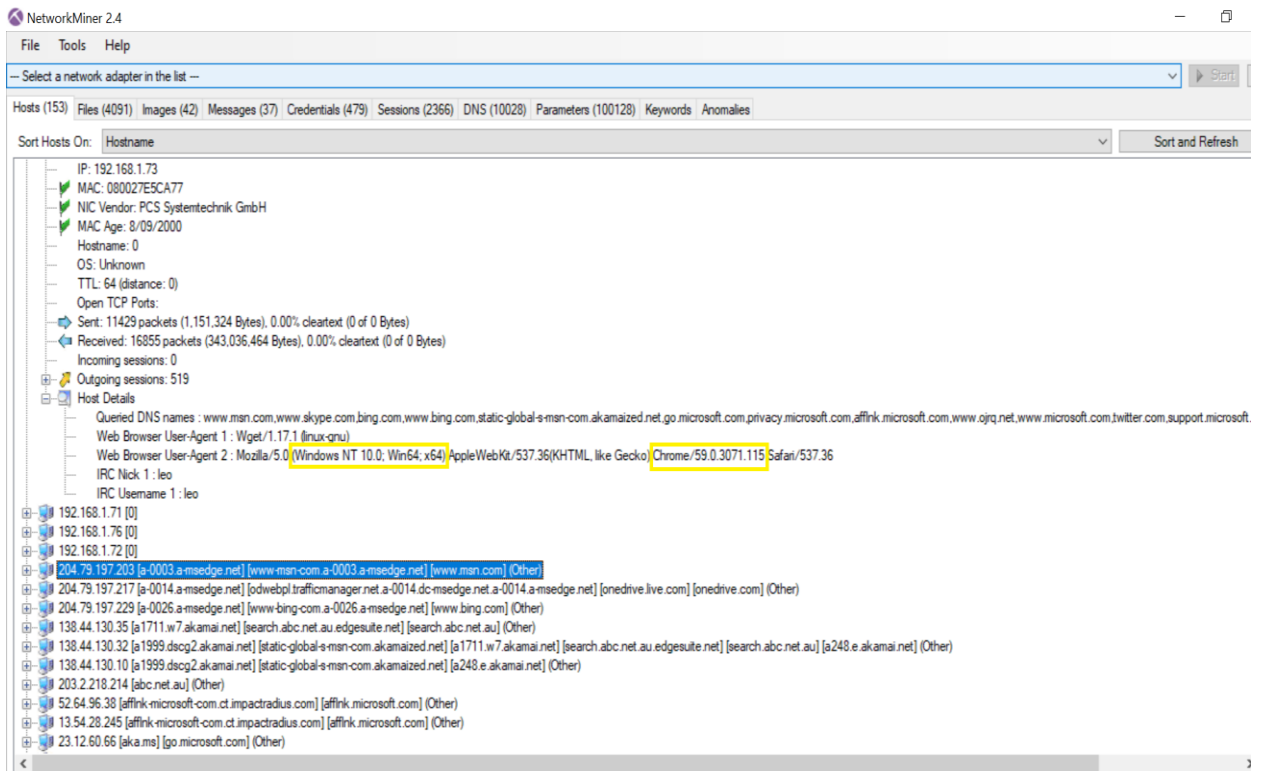 NetworkMiner 2.4
File Tools Help
-- Select a network adapter in the list -- Start
Hosts (153) Files (4091) Images (42) Messages (37) Credentials (479) Sessions (2366) DNS (10028) Parameters (100128) Keywords Anomalies
Sort Hosts On: Hostname Sort and Refresh
IP: 192.168.1.73
MAC: 080027E5CA77
NIC Vendor: PCS Systemtechnik GmbH
MAC Age: 8/09/2000
Hostname: 0
OS: Unknown
TTL: 64 (distance: 0)
Open TCP Ports:
Sent: 11429 packets (1,151,324 Bytes), 0.00% cleartext (0 of 0 Bytes)
Received: 16855 packets (343,036,464 Bytes), 0.00% cleartext (0 of 0 Bytes)
Incoming sessions: 0
Outgoing sessions: 519
Host Details
Queried DNS names : www.msn.com,www.skype.com,bing.com,www.bing.com,static-global-s-msn-com.akamaized.net,go.microsoft.com,privacy.microsoft.com,afflnk.microsoft.com,www.ojrq.net,www.microsoft.com,twitter.com,support.microsoft.
Web Browser User-Agent 1 : Wget/1.17.1 (linux-gnu)
Web Browser User-Agent 2 : Mozilla/5.0 (Windows NT 10.0; Win64; x64) AppleWebKit/537.36(KHTML, like Gecko) Chrome/59.0.3071.115 Safari/537.36
IRC Nick 1 : leo
IRC Username 1 : leo
192.168.1.71 [0]
192.168.1.76 [0]
192.168.1.72 [0]
204.79.197.203 [a-0003.a-msedge.net] [www-msn-com.a-0003.a-msedge.net] [www.msn.com] (Other)
204.79.197.217 [a-0014.a-msedge.net] [odwebpl.trafficmanager.net.a-0014.dc-msedge.net.a-0014.a-msedge.net] [onedrive.live.com] [onedrive.com] (Other)
204.79.197.229 [a-0026.a-msedge.net] [www-bing-com.a-0026.a-msedge.net] [www.bing.com] (Other)
138.44.130.35 [a1711.w7.akamai.net] [search.abc.net.au.edgesuite.net] [search.abc.net.au] (Other)
138.44.130.32 [a1999.dscg2.akamai.net] [static-global-s-msn-com.akamaized.net] [a1711.w7.akamai.net] [search.abc.net.au.edgesuite.net] [search.abc.net.au] [a248.e.akamai.net] (Other)
138.44.130.10 [a1999.dscg2.akamai.net] [static-global-s-msn-com.akamaized.net] [a248.e.akamai.net] (Other)
203.2.218.214 [abc.net.au] (Other)
52.64.96.38 [afflnk-microsoft-com.ct.impactradius.com] [afflnk.microsoft.com] (Other)
13.54.28.245 [afflnk-microsoft-com.ct.impactradius.com] [afflnk.microsoft.com] (Other)
23.12.60.66 [aka.ms] [go.microsoft.com] (Other)